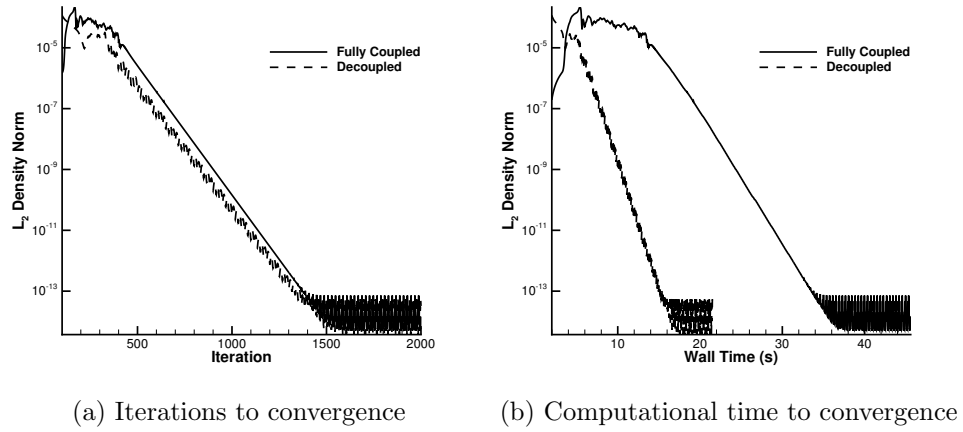 10-5
10-7
10-9
10-11
10-13
L2 Density Norm
Fully Coupled
Decoupled
500
1000
1500
2000
Iteration
(a) Iterations to convergence
10-5
10-7
10-9
10-11
10-13
L2 Density Norm
Fully Coupled
Decoupled
10
20
30
40
Wall Time (s)
(b) Computational time to convergence